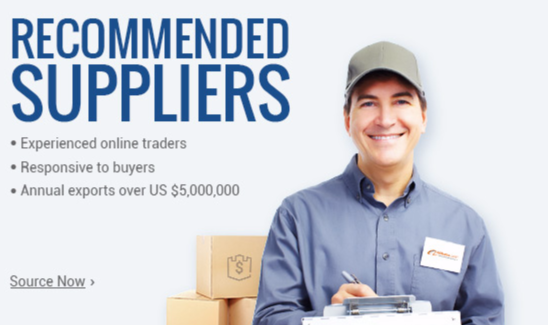 RECOMMENDED
SUPPLIERS
• Experienced online traders
• Responsive to buyers
• Annual exports over US $5,000,000
$
Source Now ›